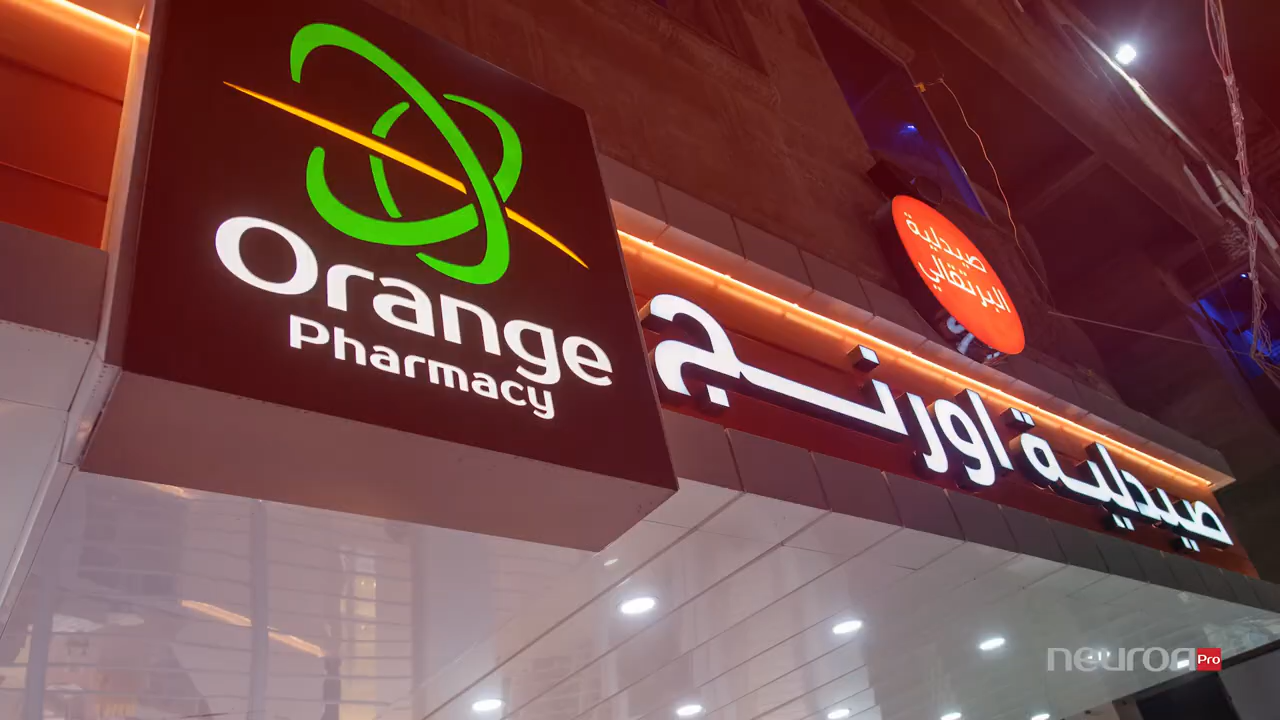 Orange
Pharmacy
صيدلية اورنج
صيدلية
البرتقالي
neuron Pro